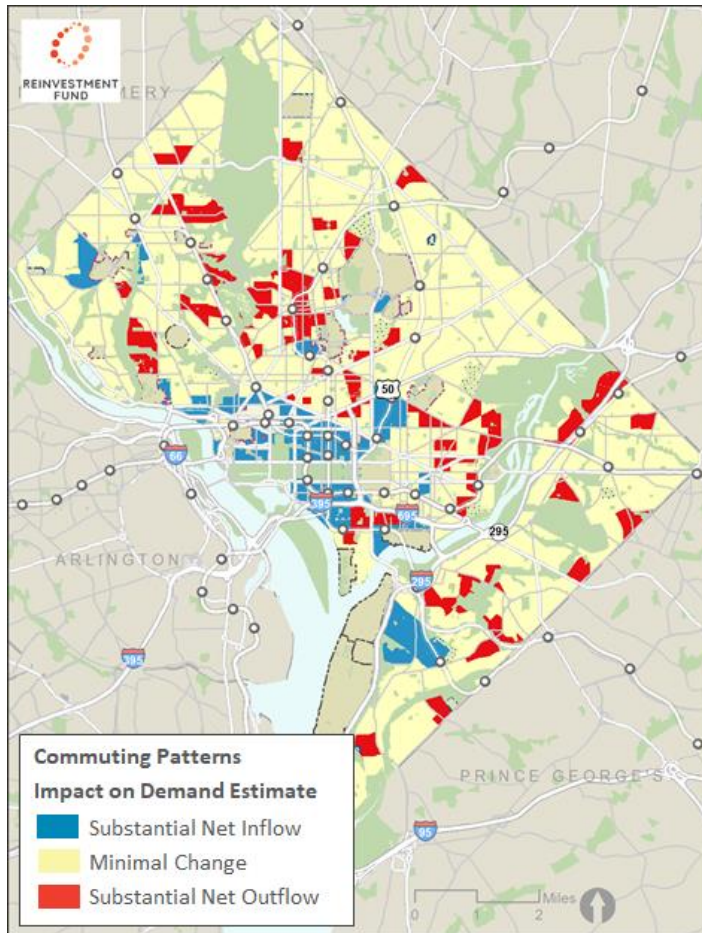 REINVESTMENT
FUND
MERY
50
66
395
695
295
ARLINGTON
295
395
Commuting Patterns
Impact on Demand Estimate
Substantial Net Inflow
Minimal Change
Substantial Net Outflow
PRINCE GEORGE'S
95
Miles
0 1 2